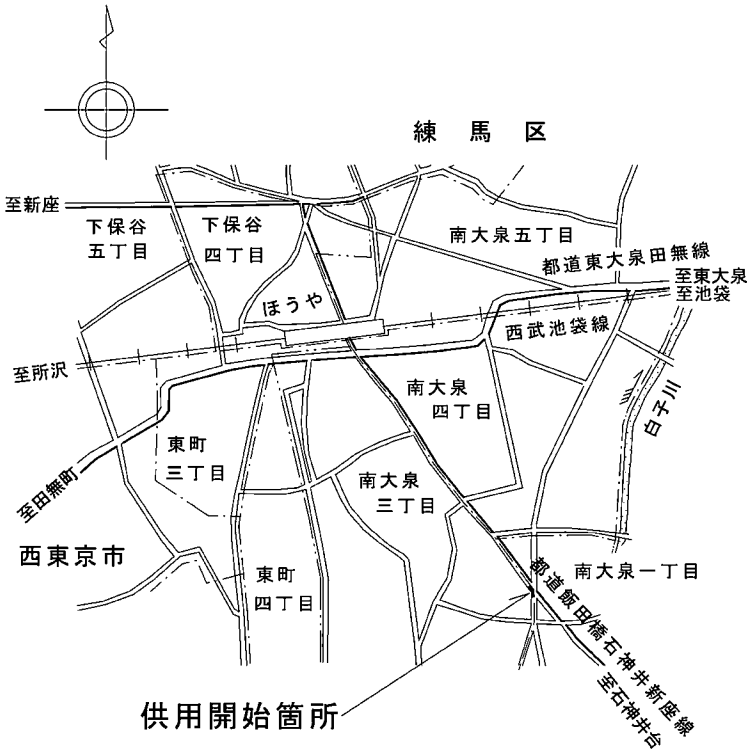 練馬区
至新座
下保谷
五丁目
下保谷
四丁目
南大泉五丁目
都道東大泉田無線
至東大泉
至池袋
ほうや
西武池袋線
至所沢
南大泉
四丁目
白子川
東町
三丁目
南大泉
三丁目
至田無町
西東京市
東町
四丁目
南大泉一丁目
都道飯田橋石神井新座線
至石神井台
供用開始箇所